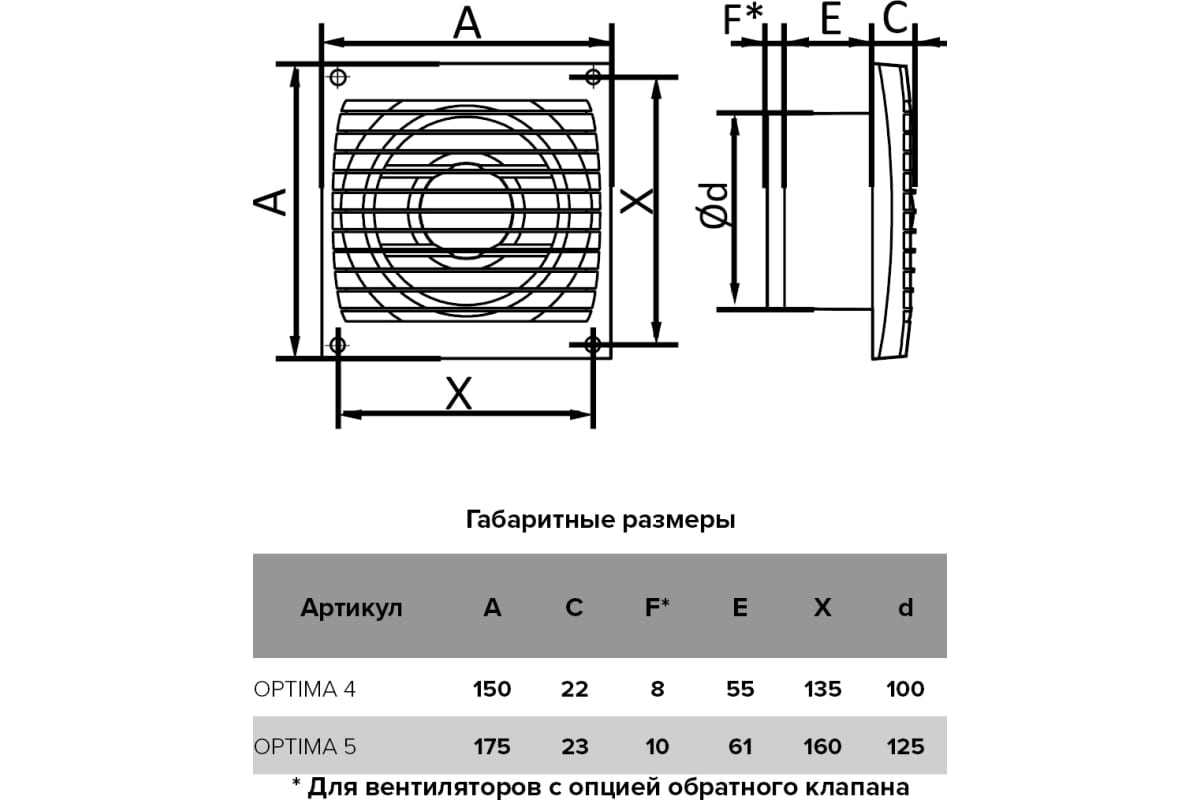 A
F*
E
C
A
X
Ød
X
Габаритные размеры
Артикул A C F* E X d
OPTIMA 4 150 22 8 55 135 100
OPTIMA 5 175 23 10 61 160 125
* Для вентиляторов с опцией обратного клапана